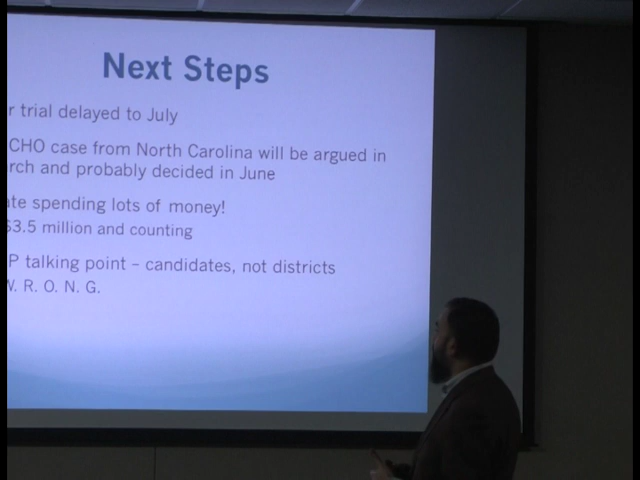 Next Steps
r trial delayed to July
CHO case from North Carolina will be argued in
rch and probably decided in June
te spending lots of money!
$3.5 million and counting
P talking point – candidates, not districts
W. R. O. N. G.